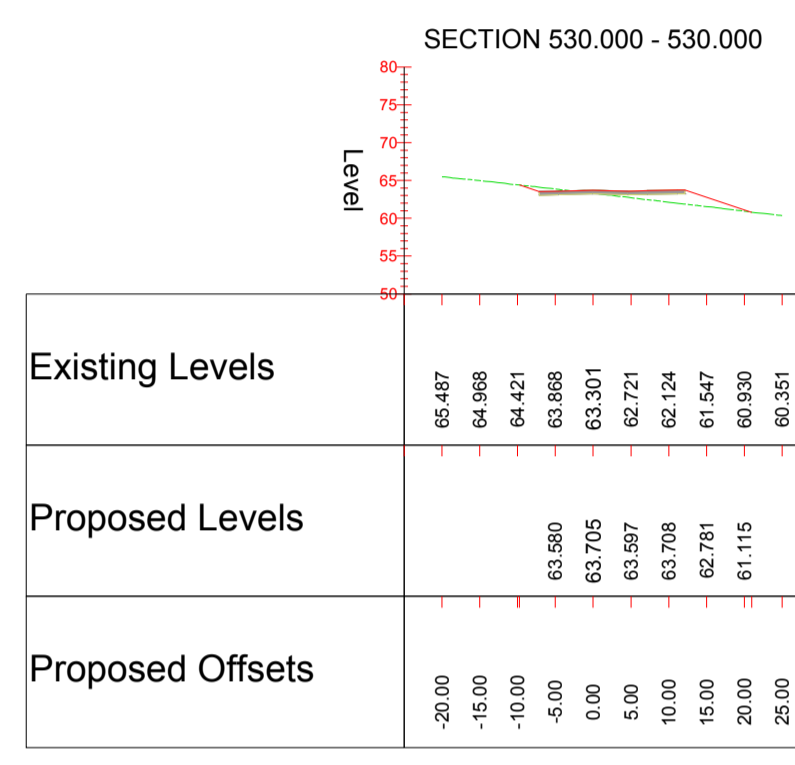 SECTION 530.000 - 530.000
Level
80
75
70
65
60
55
50
Existing Levels
65.487 64.968 64.421 63.868 63.301 62.721 62.124 61.547 60.930 60.351
Proposed Levels
63.580 63.705 63.597 63.708 62.781 61.115
Proposed Offsets
-20.00 -15.00 -10.00 -5.00 0.00 5.00 10.00 15.00 20.00 25.00